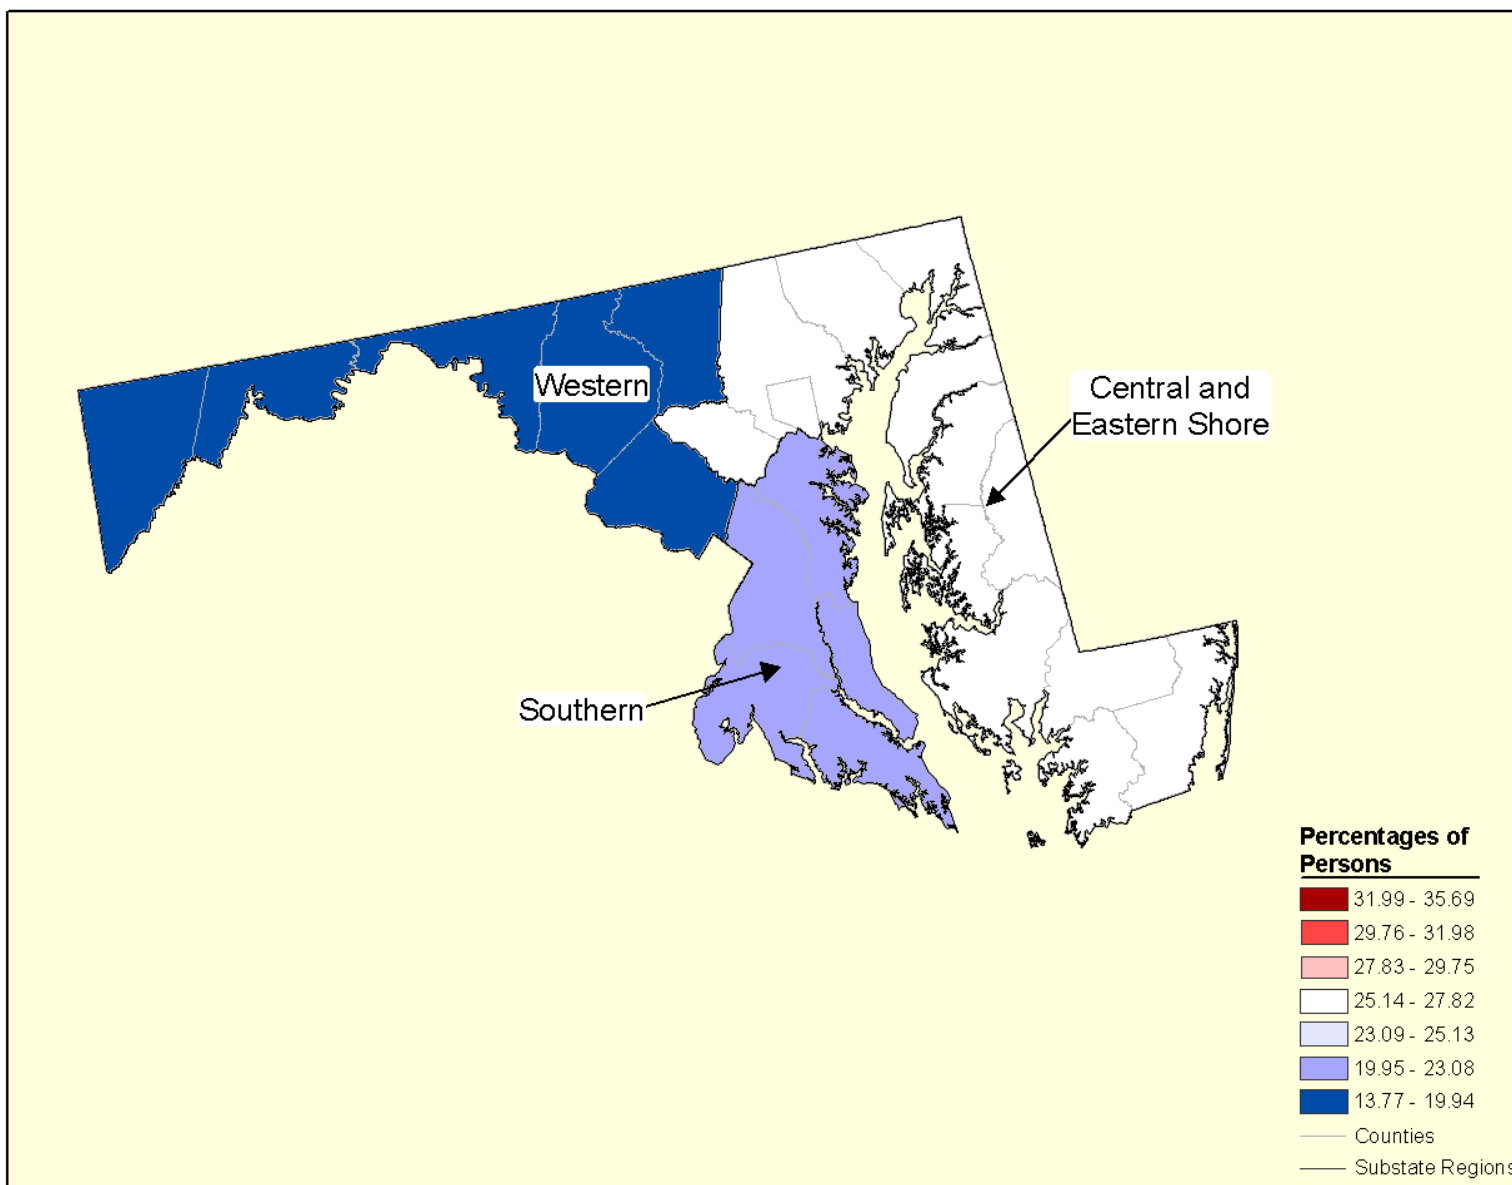 Western
Central and
Eastern Shore
Southern
Percentages of
Persons
31.99 - 35.69
29.76 - 31.98
27.83 - 29.75
25.14 - 27.82
23.09 - 25.13
19.95 - 23.08
13.77 - 19.94
Counties
Substate Regions